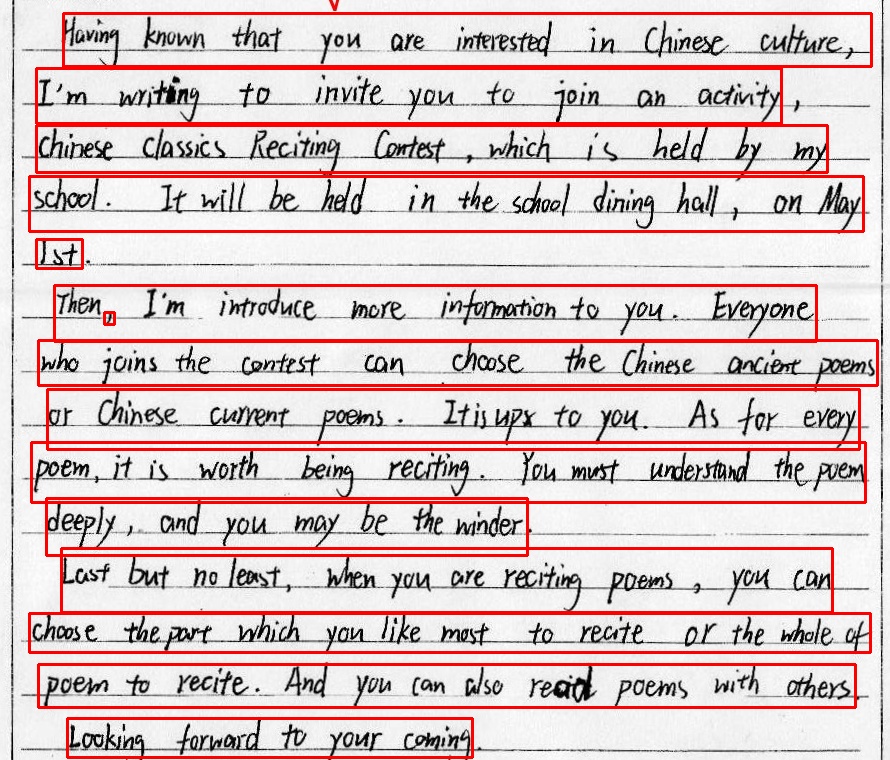 Having known that you are interested in Chinese culture,
I'm writing to invite you to join an activity,
Chinese classics Reciting Contest, which is held by my
school. It will be held in the school dining hall, on May
1st.
Then, I'm introduce more information to you. Everyone
who joins the contest can choose the Chinese ancient poems
or Chinese current poems. It is ups to you. As for every
poem, it is worth being reciting. You must understand the poem
deeply, and you may be the winder.
Last but no least, when you are reciting poems, you can
choose the part which you like most to recite or the whole of
poem to recite. And you can also read poems with others.
Looking forward to your coming.